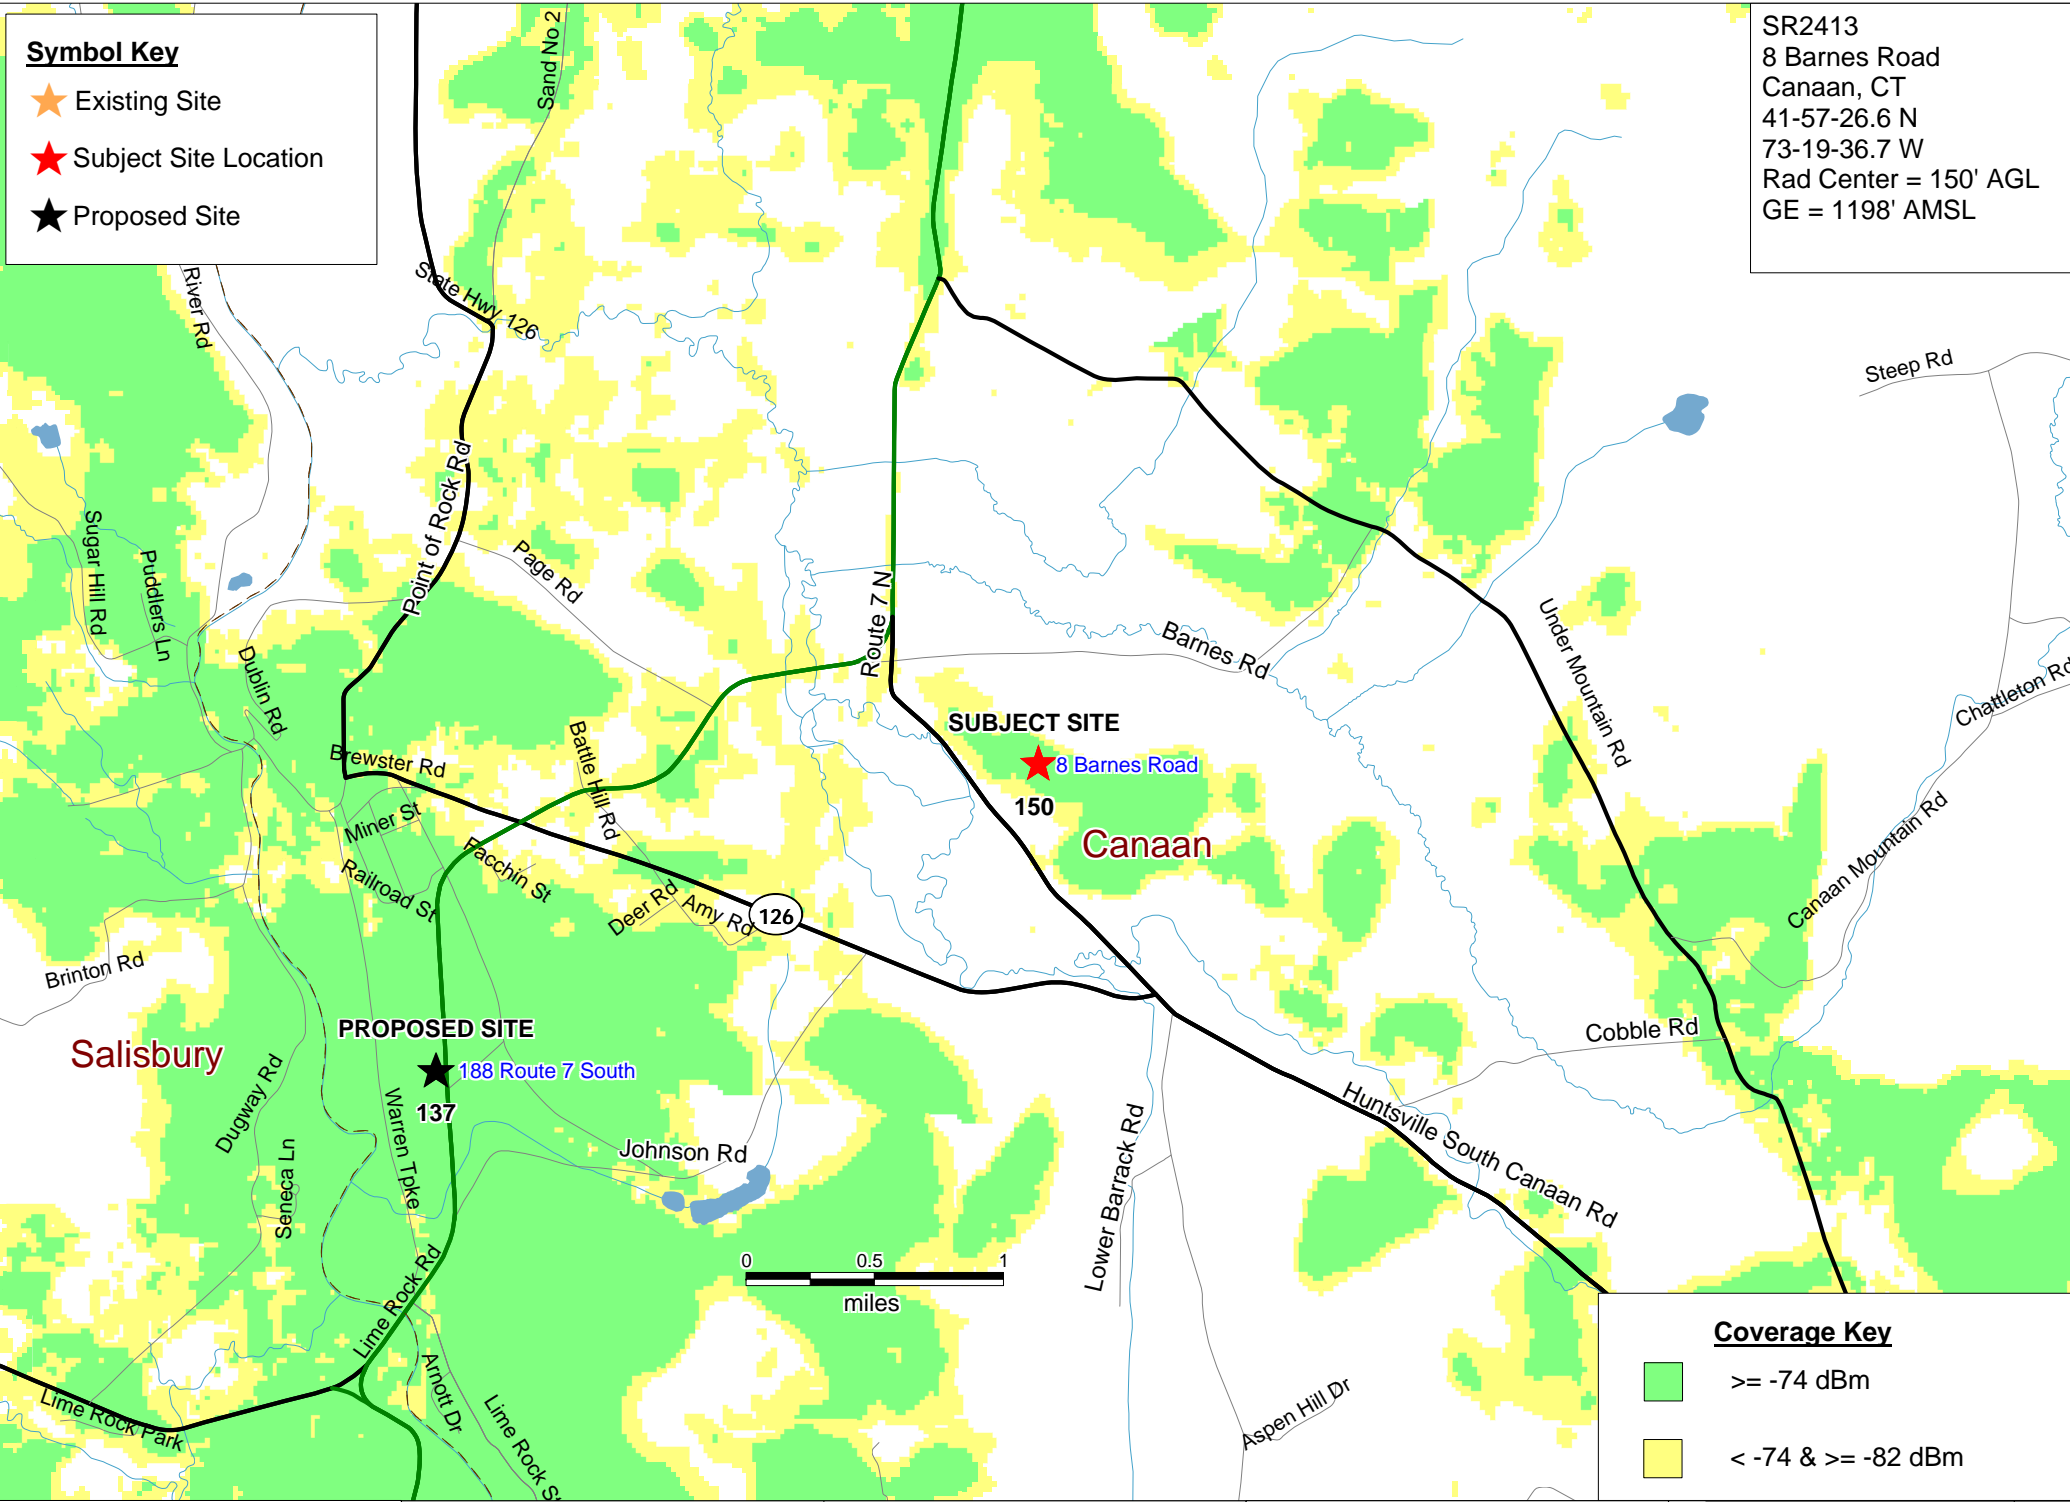 Symbol Key
Existing Site
Subject Site Location
Proposed Site
SR2413
8 Barnes Road
Canaan, CT
41-57-26.6 N
73-19-36.7 W
Rad Center = 150' AGL
GE = 1198' AMSL
Sand No 2
River Rd
State Hwy 126
Steep Rd
Point of Rock Rd
Sugar Hill Rd
Puddlers Ln
Page Rd
Route 7 N
Barnes Rd
Under Mountain Rd
Dublin Rd
Chattleton Rd
SUBJECT SITE
8 Barnes Road
150
Canaan
Brewster Rd
Battle Hill Rd
Miner St
Facchin St
Railroad St
Deer Rd
Amy Rd
126
Canaan Mountain Rd
Brinton Rd
Salisbury
PROPOSED SITE
188 Route 7 South
137
Cobble Rd
Dugway Rd
Warren Tpke
Seneca Ln
Johnson Rd
Lower Barrack Rd
Huntsville South Canaan Rd
0 0.5 1
miles
Lime Rock Rd
Arnott Dr
Lime Rock St
Lime Rock Park
Aspen Hill Dr
Coverage Key
>= -74 dBm
< -74 & >= -82 dBm